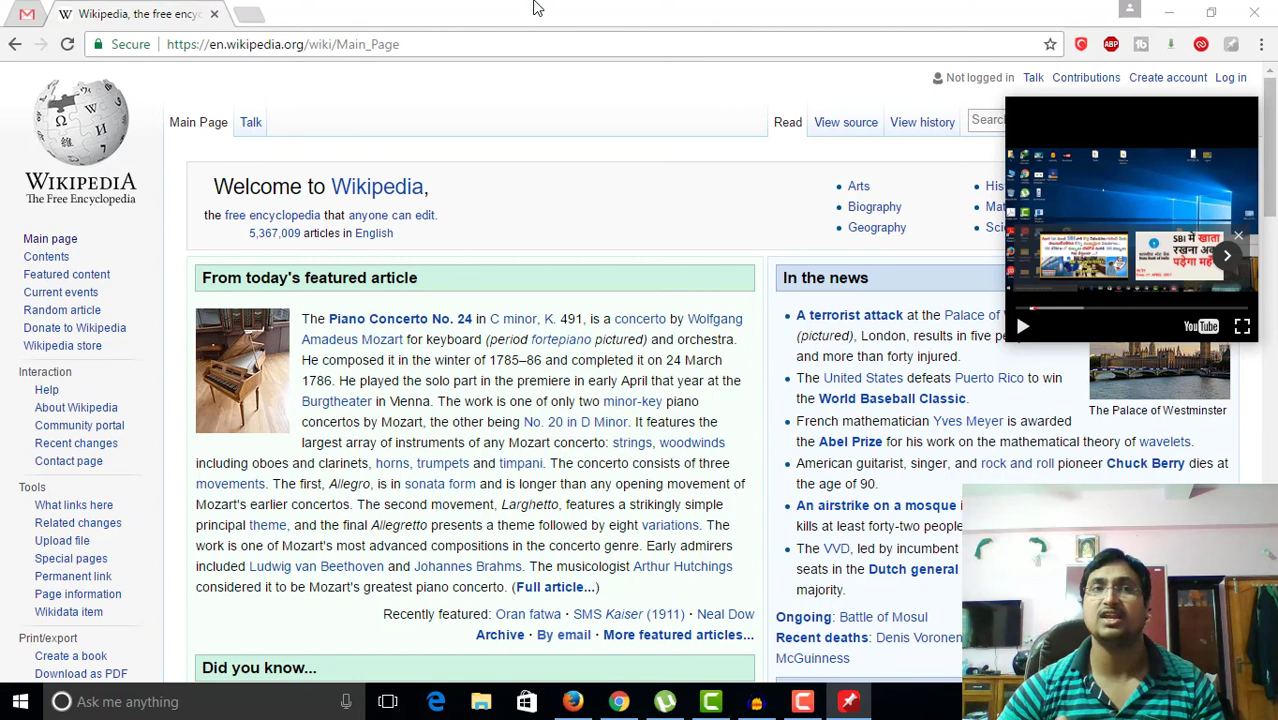 Wikipedia, the free ency
Secure
https://en.wikipedia.org/wiki/Main_Page
ABP
Not logged in Talk Contributions Create account Log in
Main Page Talk
Read View source View history
Searc
WIKIPEDIA
The Free Encyclopedia
Main page
Contents
Featured content
Current events
Random article
Donate to Wikipedia
Wikipedia store
Interaction
Help
About Wikipedia
Community portal
Recent changes
Contact page
Tools
What links here
Related changes
Upload file
Special pages
Permanent link
Page information
Wikidata item
Print/export
Create a book
Download as PDF
Welcome to Wikipedia,
the free encyclopedia that anyone can edit.
5,367,009 articles in English
Arts
Biography
Geography
His
Mat
Scie
From today's featured article
The Piano Concerto No. 24 in C minor, K. 491, is a concerto by Wolfgang
Amadeus Mozart for keyboard (period fortepiano pictured) and orchestra.
He composed it in the winter of 1785–86 and completed it on 24 March
1786. He played the solo part in the premiere in early April that year at the
Burgtheater in Vienna. The work is one of only two minor-key piano
concertos by Mozart, the other being No. 20 in D Minor. It features the
largest array of instruments of any Mozart concerto: strings, woodwinds
including oboes and clarinets, horns, trumpets and timpani. The concerto consists of three
movements. The first, Allegro, is in sonata form and is longer than any opening movement of
Mozart's earlier concertos. The second movement, Larghetto, features a strikingly simple
principal theme, and the final Allegretto presents a theme followed by eight variations. The
work is one of Mozart's most advanced compositions in the concerto genre. Early admirers
included Ludwig van Beethoven and Johannes Brahms. The musicologist Arthur Hutchings
considered it to be Mozart's greatest piano concerto. (Full article...)
Recently featured: Oran fatwa · SMS Kaiser (1911) · Neal Dow
Archive · By email · More featured articles...
Did you know...
In the news
A terrorist attack at the Palace of W
(pictured), London, results in five pe
and more than forty injured.
The United States defeats Puerto Rico to win
the World Baseball Classic.
French mathematician Yves Meyer is awarded
the Abel Prize for his work on the mathematical theory of wavelets.
American guitarist, singer, and rock and roll pioneer Chuck Berry dies at
the age of 90.
An airstrike on a mosque i
kills at least forty-two people
The VVD, led by incumbent
seats in the Dutch general
majority.
Ongoing: Battle of Mosul
Recent deaths: Denis Voronen
McGuinness
The Palace of Westminster
SBI में खाता
रखना अब
पड़ेगा महँ
YouTube
Ask me anything